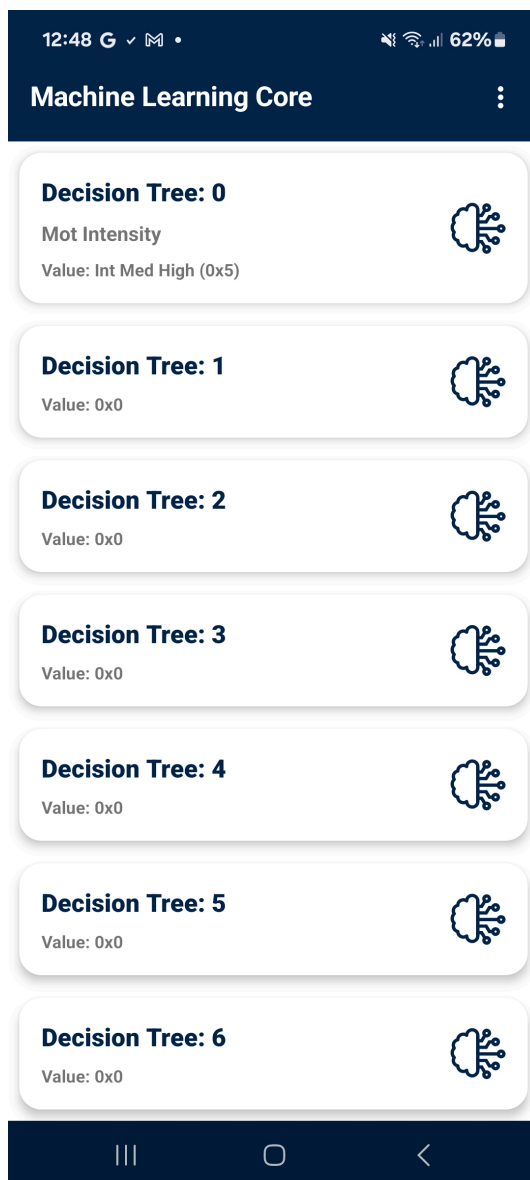 12:48 G
62%
Machine Learning Core
Decision Tree: 0
Mot Intensity
Value: Int Med High (0x5)
Decision Tree: 1
Value: 0x0
Decision Tree: 2
Value: 0x0
Decision Tree: 3
Value: 0x0
Decision Tree: 4
Value: 0x0
Decision Tree: 5
Value: 0x0
Decision Tree: 6
Value: 0x0